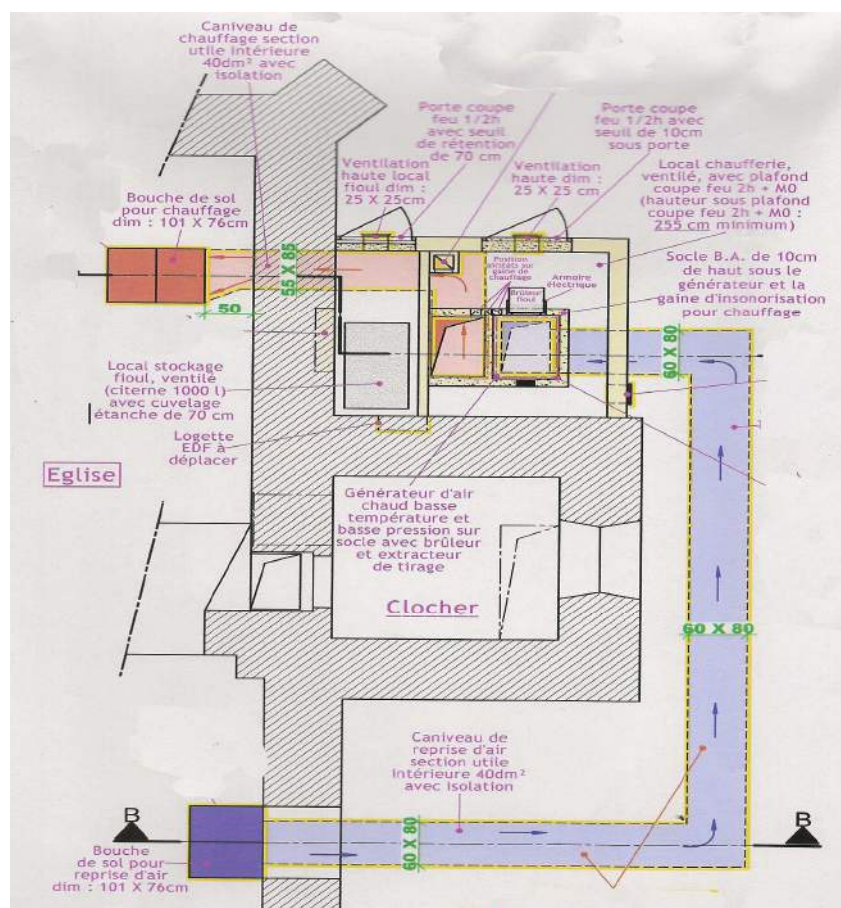 Caniveau de
chauffage section
utile intérieure
40dm² avec
isolation
Porte coupe
feu 1/2h
avec seuil
de rétention
de 70 cm
Porte coupe
feu 1/2h avec
seuil de 10cm
sous porte
Ventilation
haute local
fioul dim :
25 X 25cm
Ventilation
haute dim :
25 X 25cm
Local chaufferie,
ventilé, avec plafond
coupe feu 2h + M0
(hauteur sous plafond
coupe feu 2h + M0 :
255 cm minimum)
Bouche de sol
pour chauffage
dim : 101 X 76cm
Position
piquages sur
gaine de
chauffage
Brûleur
fioul
Armoire
électrique
Socle B.A. de 10cm
de haut sous le
générateur et la
gaine d'insonorisation
pour chauffage
55 X 85
50
60 X 80
Local stockage
fioul, ventilé
(citerne 1000 l)
avec cuvelage
étanche de 70 cm
Logette
EDF à
déplacer
Eglise
Générateur d'air
chaud basse
température et
basse pression sur
socle avec brûleur
et extracteur
de tirage
Clocher
60 X 80
Caniveau de
reprise d'air
section utile
intérieure 40dm²
avec isolation
B
B
60 X 80
Bouche
de sol pour
reprise d'air
dim : 101 X 76cm